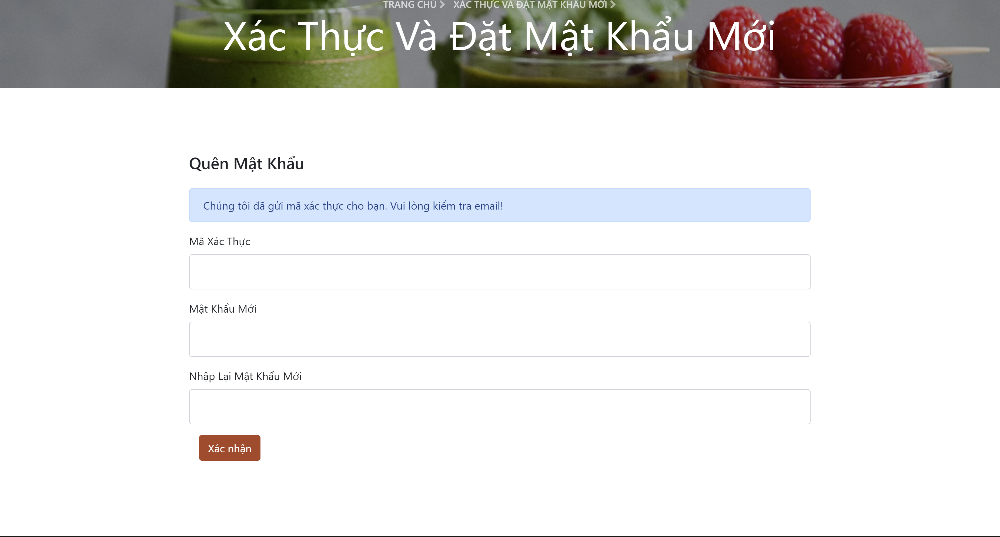 TRANG CHỦ XÁC THỰC VÀ ĐẶT MẬT KHẨU MỚI
Xác Thực Và Đặt Mật Khẩu Mới
Quên Mật Khẩu
Chúng tôi đã gửi mã xác thực cho bạn. Vui lòng kiểm tra email!
Mã Xác Thực
Mật Khẩu Mới
Nhập Lại Mật Khẩu Mới
Xác nhận